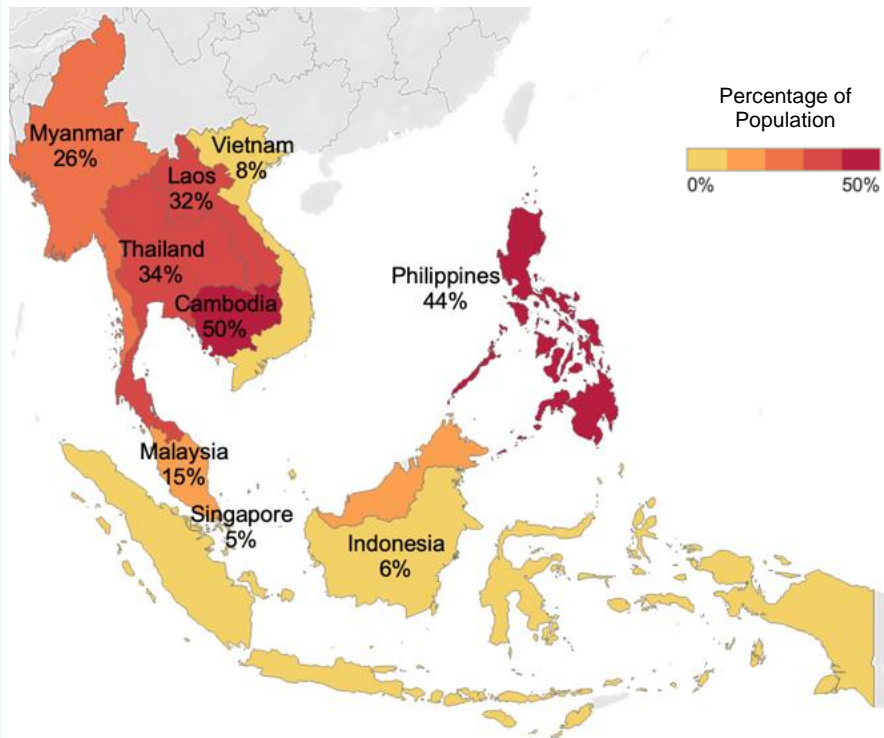 Percentage of
Population
0%
50%
Myanmar
26%
Vietnam
8%
Laos
32%
Thailand
34%
Cambodia
50%
Philippines
44%
Malaysia
15%
Singapore
5%
Indonesia
6%